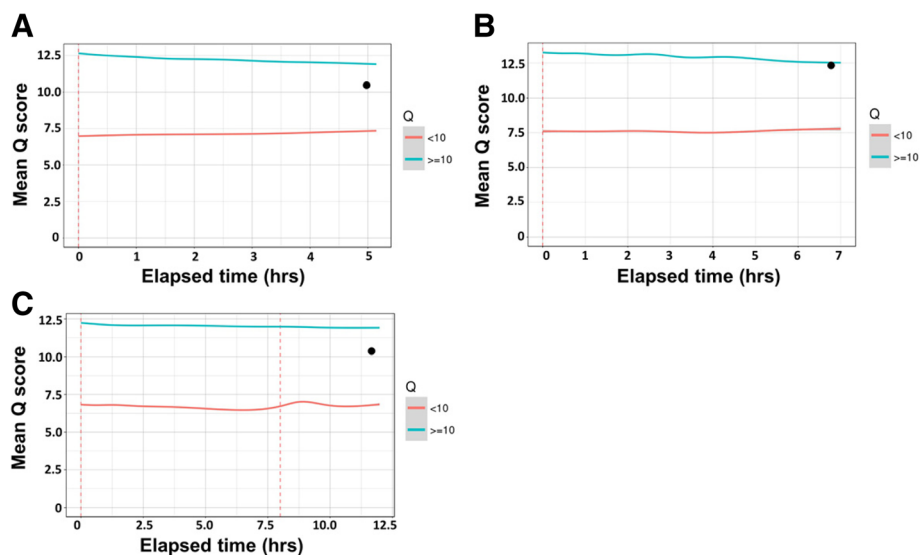 A
12.5
10.0
7.5
5.0
2.5
0
Mean Q score
0 1 2 3 4 5
Elapsed time (hrs)
Q
<10
>=10
B
12.5
10.0
7.5
5.0
2.5
0
Mean Q score
0 1 2 3 4 5 6 7
Elapsed time (hrs)
Q
<10
>=10
C
12.5
10.0
7.5
5.0
2.5
0
Mean Q score
0 2.5 5.0 7.5 10.0 12.5
Elapsed time (hrs)
Q
<10
>=10